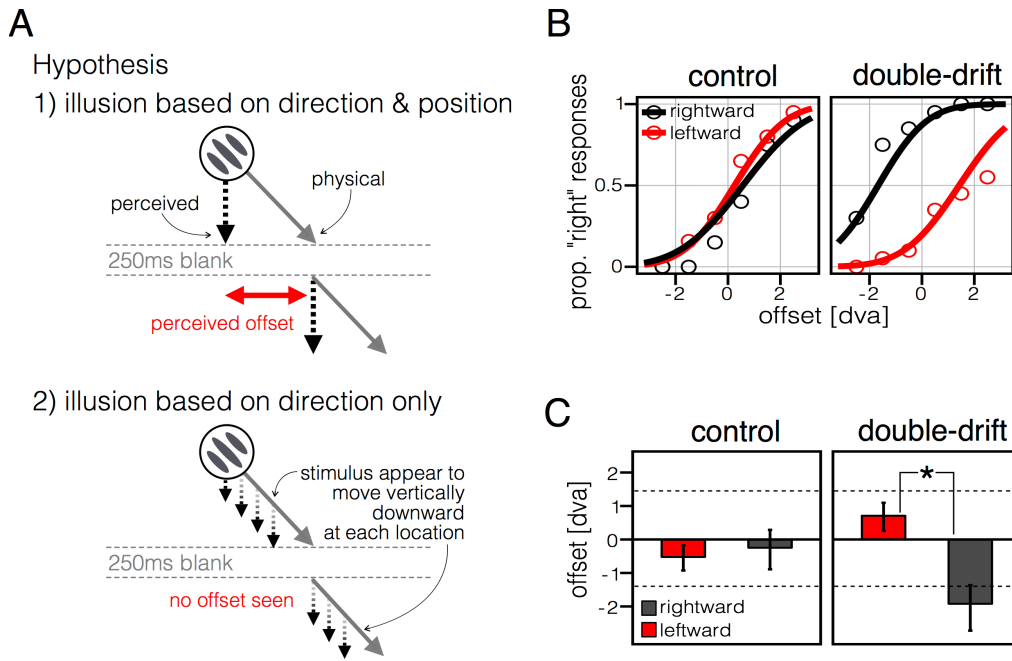 A
Hypothesis
1) illusion based on direction & position
perceived
physical
250ms blank
perceived offset
2) illusion based on direction only
stimulus appear to
move vertically
downward
at each location
250ms blank
no offset seen
B
control
double-drift
prop. "right" responses
1
0.5
0
rightward
leftward
-2
0
2
-2
0
2
offset [dva]
C
control
double-drift
offset [dva]
2
1
0
-1
-2
*
rightward
leftward